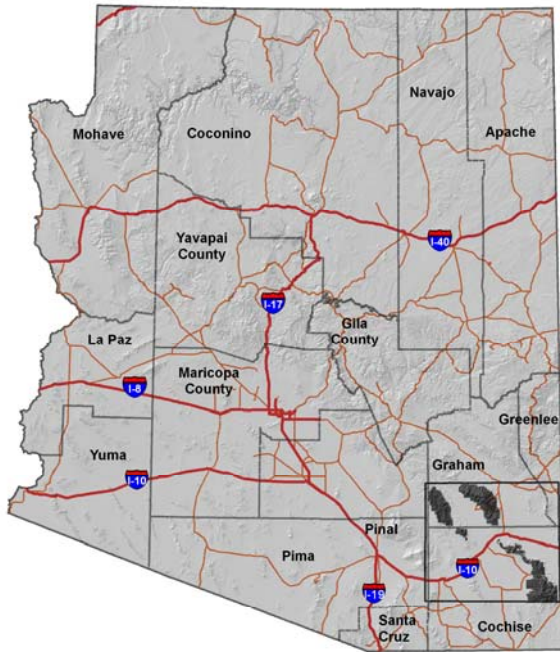 Navajo
Mohave
Coconino
Apache
Yavapai
County
I-40
I-17
Gila
County
La Paz
Maricopa
County
I-8
Greenlee
Yuma
Graham
I-10
Pinal
Pima
I-10
I-19
Santa
Cruz
Cochise